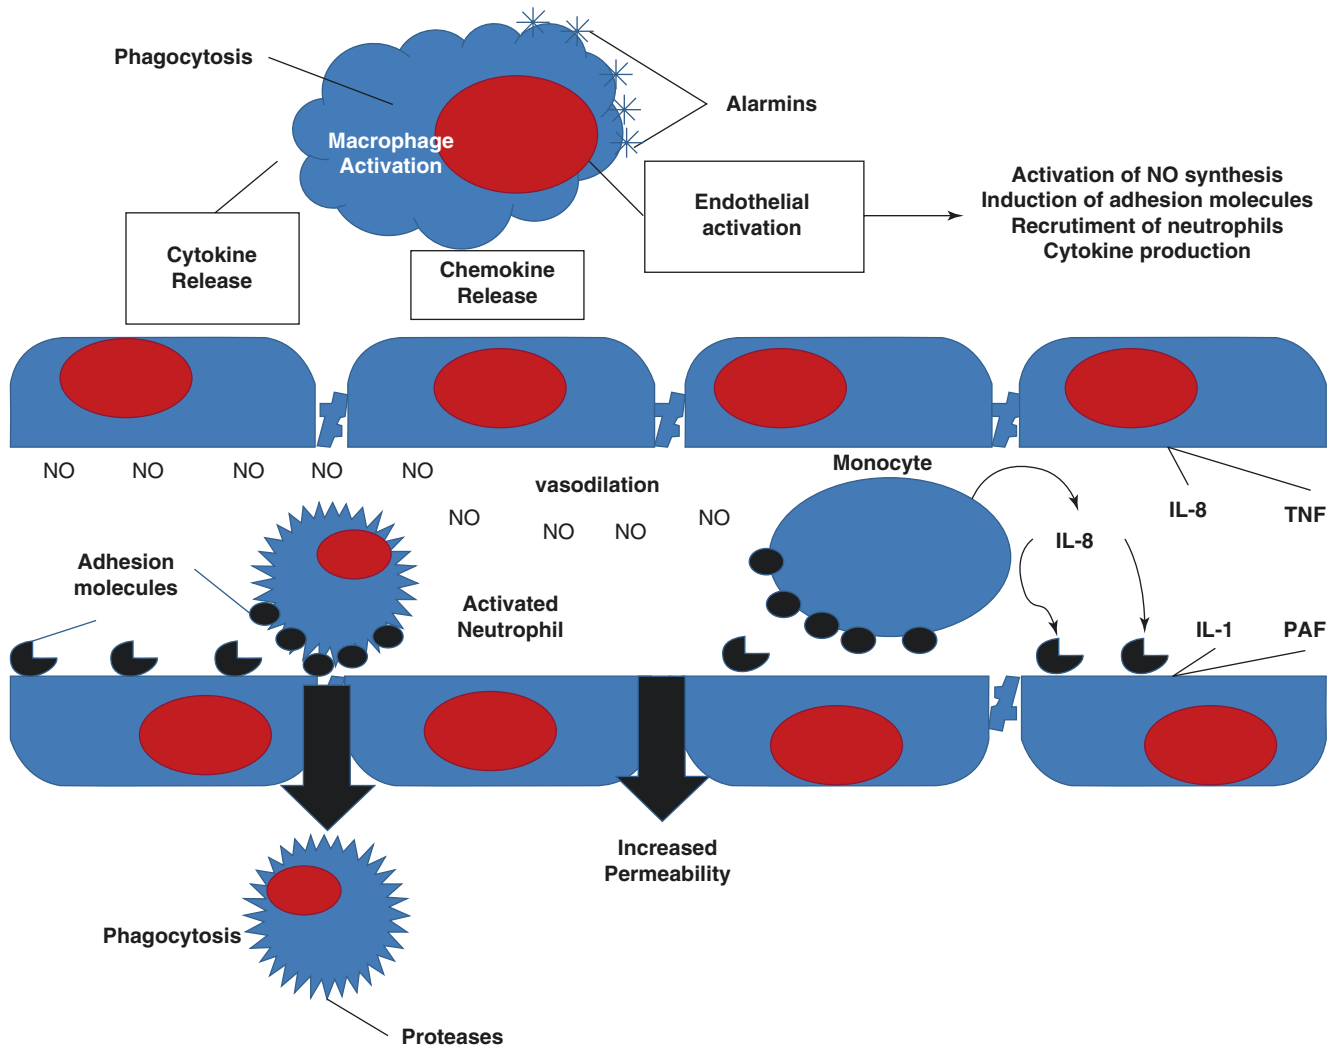 Phagocytosis
Alarmins
Macrophage
Activation
Endothelial
activation
Activation of NO synthesis
Induction of adhesion molecules
Recrutiment of neutrophils
Cytokine production
Cytokine
Release
Chemokine
Release
NO
NO
NO
NO
NO
vasodilation
NO
NO
NO
NO
Monocyte
IL-8
TNF
IL-8
Adhesion
molecules
Activated
Neutrophil
IL-1
PAF
Increased
Permeability
Phagocytosis
Proteases